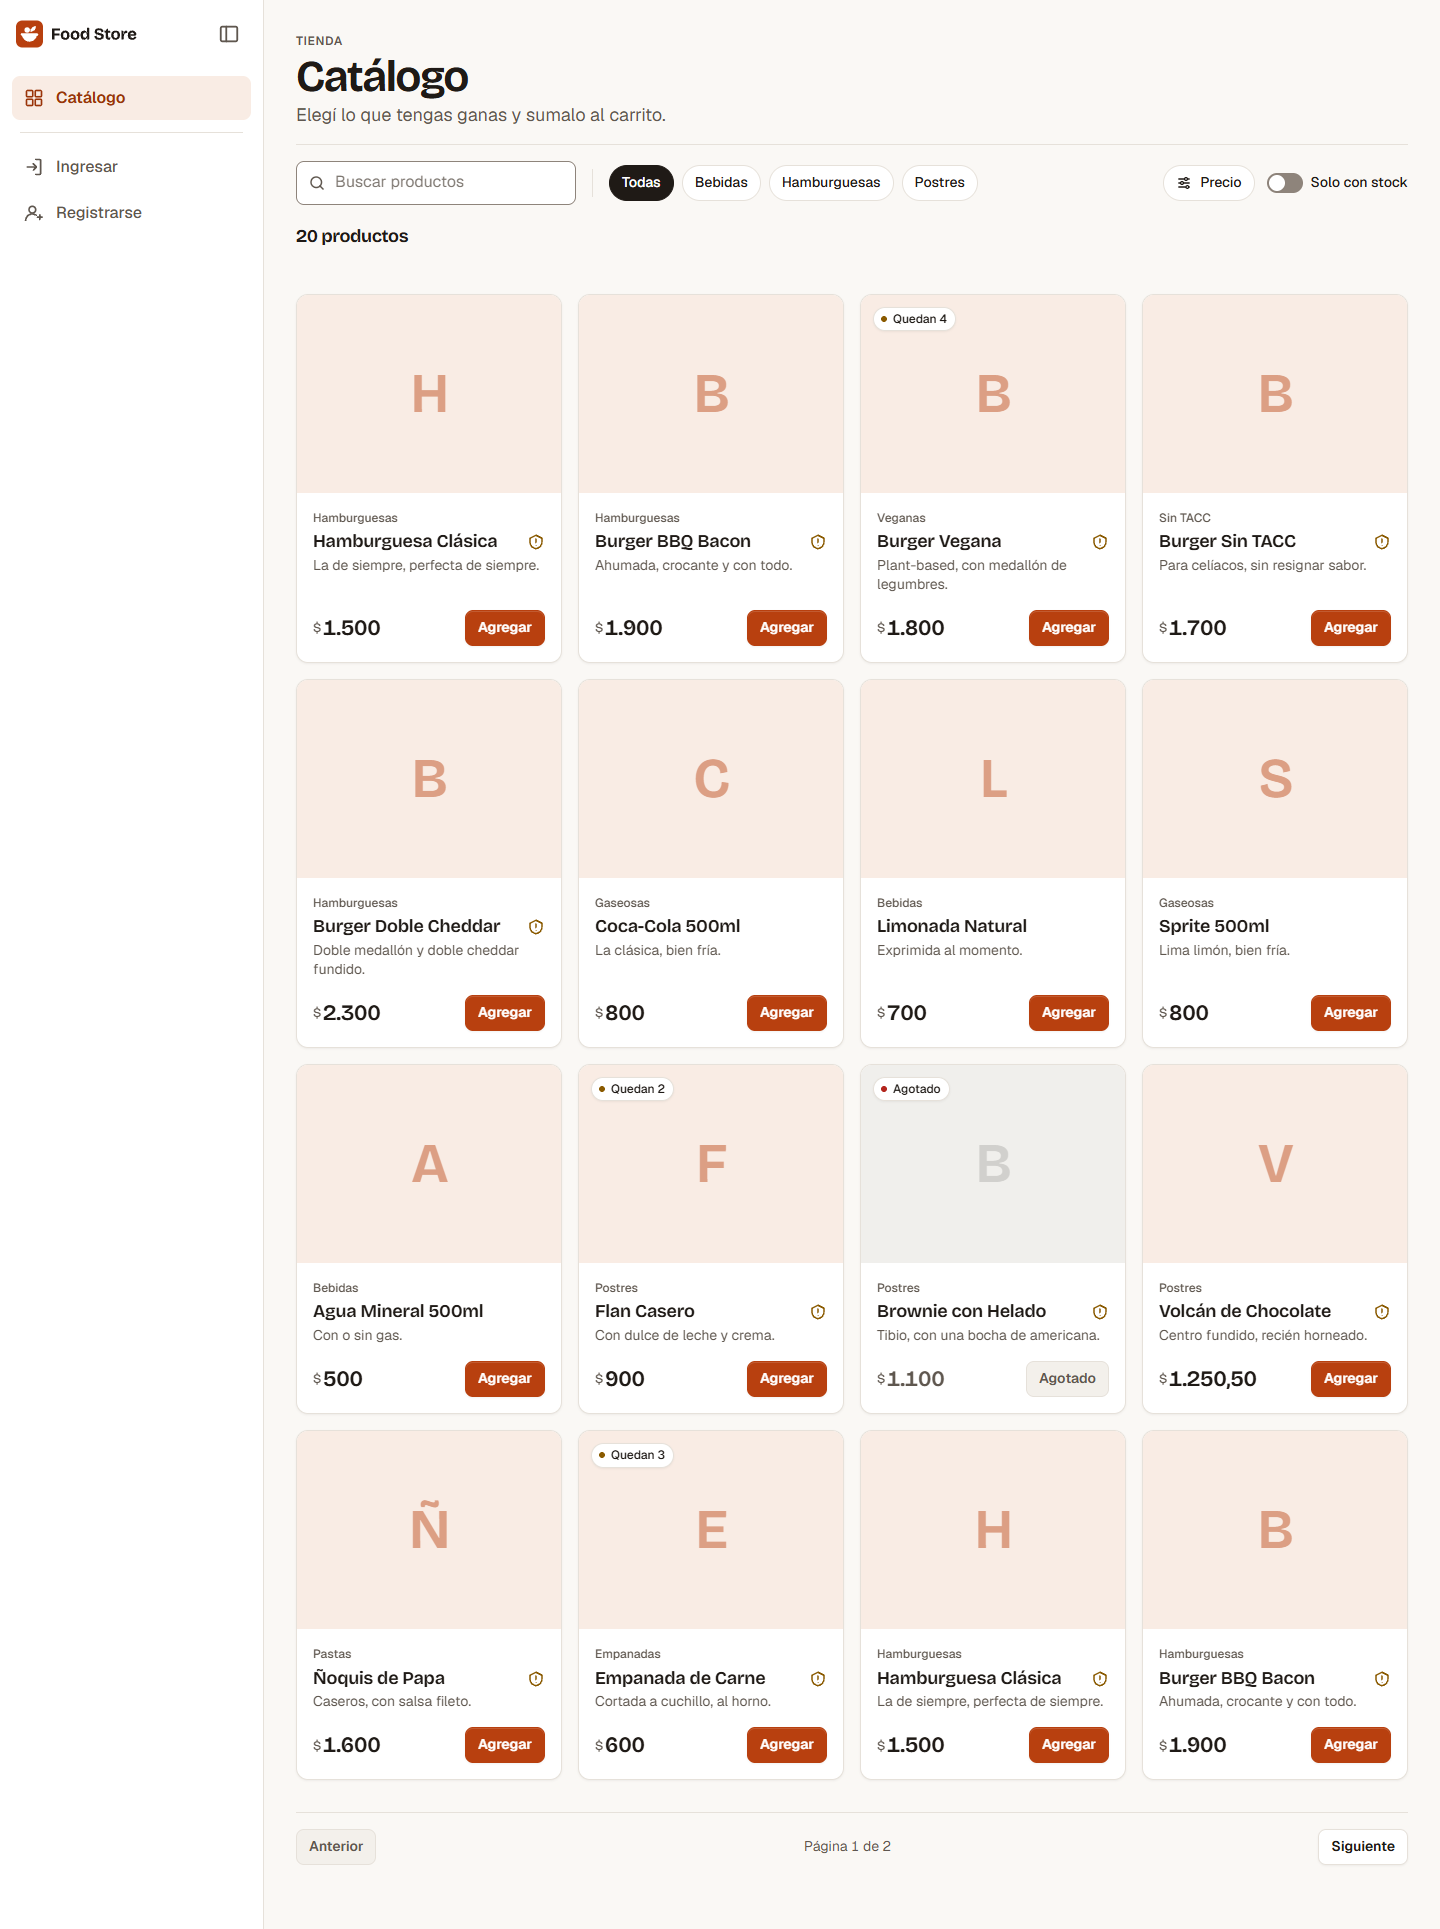 Food Store
Catálogo
Ingresar
Registrarse
TIENDA
Catálogo
Elegí lo que tengas ganas y sumalo al carrito.
Buscar productos
Todas
Bebidas
Hamburguesas
Postres
Precio
Solo con stock
20 productos
H
Hamburguesas
Hamburguesa Clásica
La de siempre, perfecta de siempre.
$1.500
Agregar
B
Hamburguesas
Burger BBQ Bacon
Ahumada, crocante y con todo.
$1.900
Agregar
Quedan 4
B
Veganas
Burger Vegana
Plant-based, con medallón de
legumbres.
$1.800
Agregar
B
Sin TACC
Burger Sin TACC
Para celíacos, sin resignar sabor.
$1.700
Agregar
B
Hamburguesas
Burger Doble Cheddar
Doble medallón y doble cheddar
fundido.
$2.300
Agregar
C
Gaseosas
Coca-Cola 500ml
La clásica, bien fría.
$800
Agregar
L
Bebidas
Limonada Natural
Exprimida al momento.
$700
Agregar
S
Gaseosas
Sprite 500ml
Lima limón, bien fría.
$800
Agregar
A
Bebidas
Agua Mineral 500ml
Con o sin gas.
$500
Agregar
Quedan 2
F
Postres
Flan Casero
Con dulce de leche y crema.
$900
Agregar
Agotado
B
Postres
Brownie con Helado
Tibio, con una bocha de americana.
$1.100
Agotado
V
Postres
Volcán de Chocolate
Centro fundido, recién horneado.
$1.250,50
Agregar
Ñ
Pastas
Ñoquis de Papa
Caseros, con salsa fileto.
$1.600
Agregar
Quedan 3
E
Empanadas
Empanada de Carne
Cortada a cuchillo, al horno.
$600
Agregar
H
Hamburguesas
Hamburguesa Clásica
La de siempre, perfecta de siempre.
$1.500
Agregar
B
Hamburguesas
Burger BBQ Bacon
Ahumada, crocante y con todo.
$1.900
Agregar
Anterior
Página 1 de 2
Siguiente